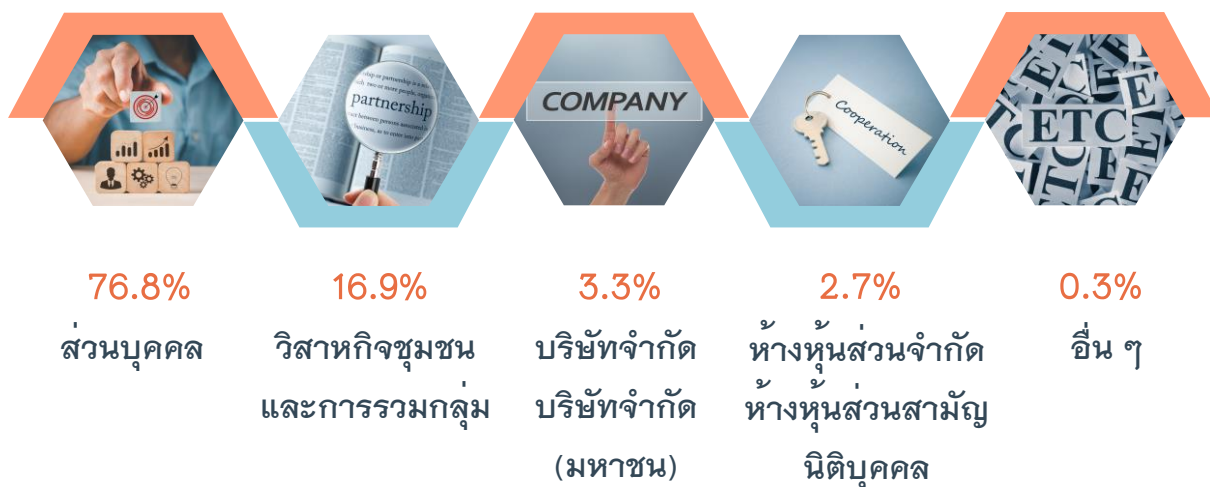 partnership
COMPANY
Cooperation
ETC
76.8%
ส่วนบุคคล
16.9%
วิสาหกิจชุมชน
และการรวมกลุ่ม
3.3%
บริษัทจำกัด
บริษัทจำกัด
(มหาชน)
2.7%
ห้างหุ้นส่วนจำกัด
ห้างหุ้นส่วนสามัญ
นิติบุคคล
0.3%
อื่น ๆ